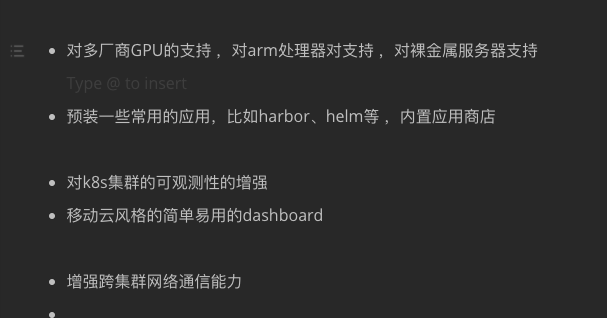 对多厂商GPU的支持 ，对arm处理器对支持 ，对裸金属服务器支持
Type @ to insert
预装一些常用的应用，比如harbor、helm等 ，内置应用商店
对k8s集群的可观测性的增强
移动云风格的简单易用的dashboard
增强跨集群网络通信能力